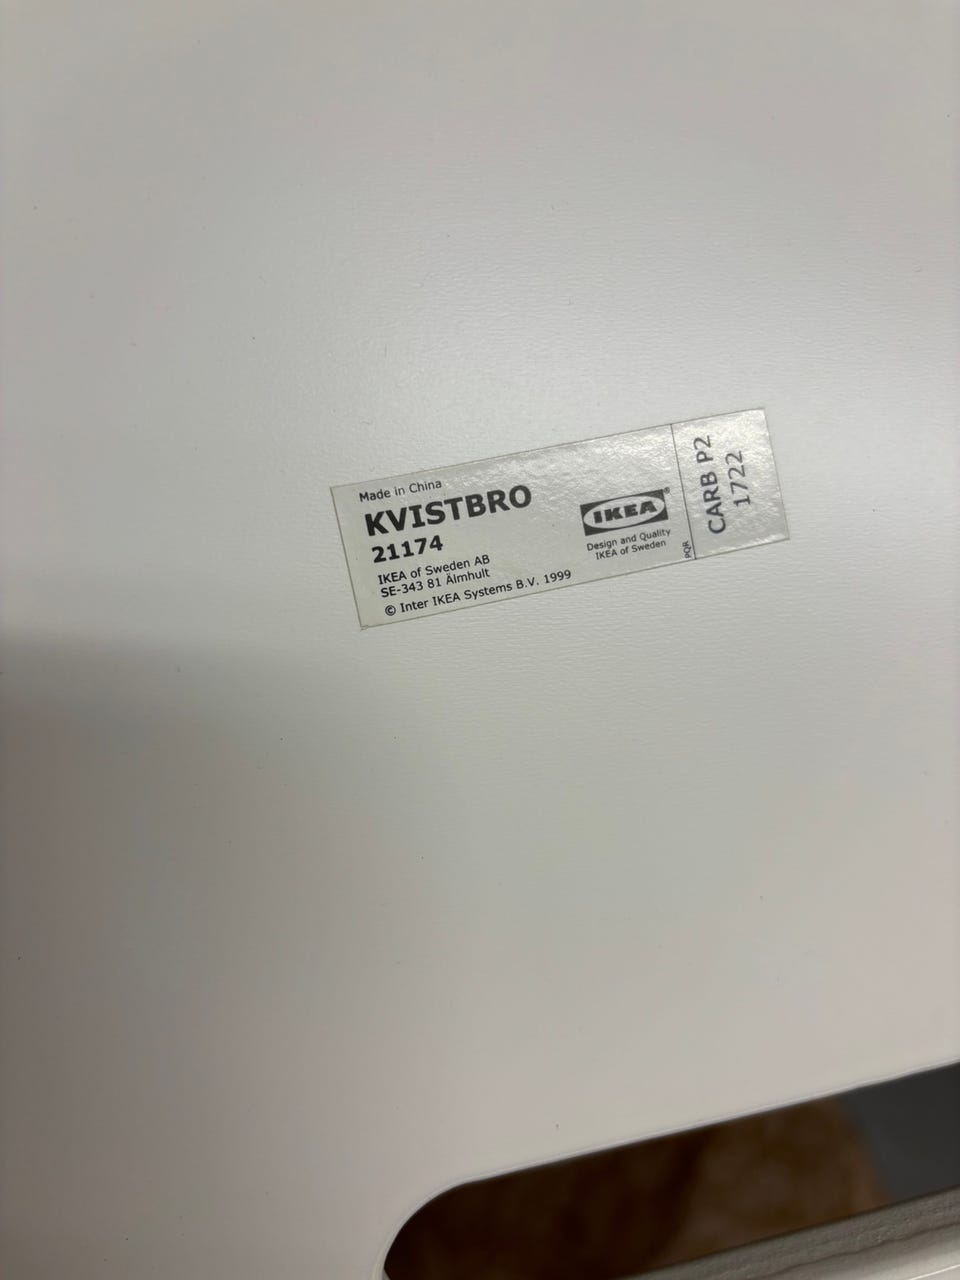 Made in China
KVISTBRO
21174
IKEA of Sweden AB
SE-343 81 Älmhult
© Inter IKEA Systems B.V. 1999
IKEA®
Design and Quality
IKEA of Sweden
PQR
CARB P2
1722